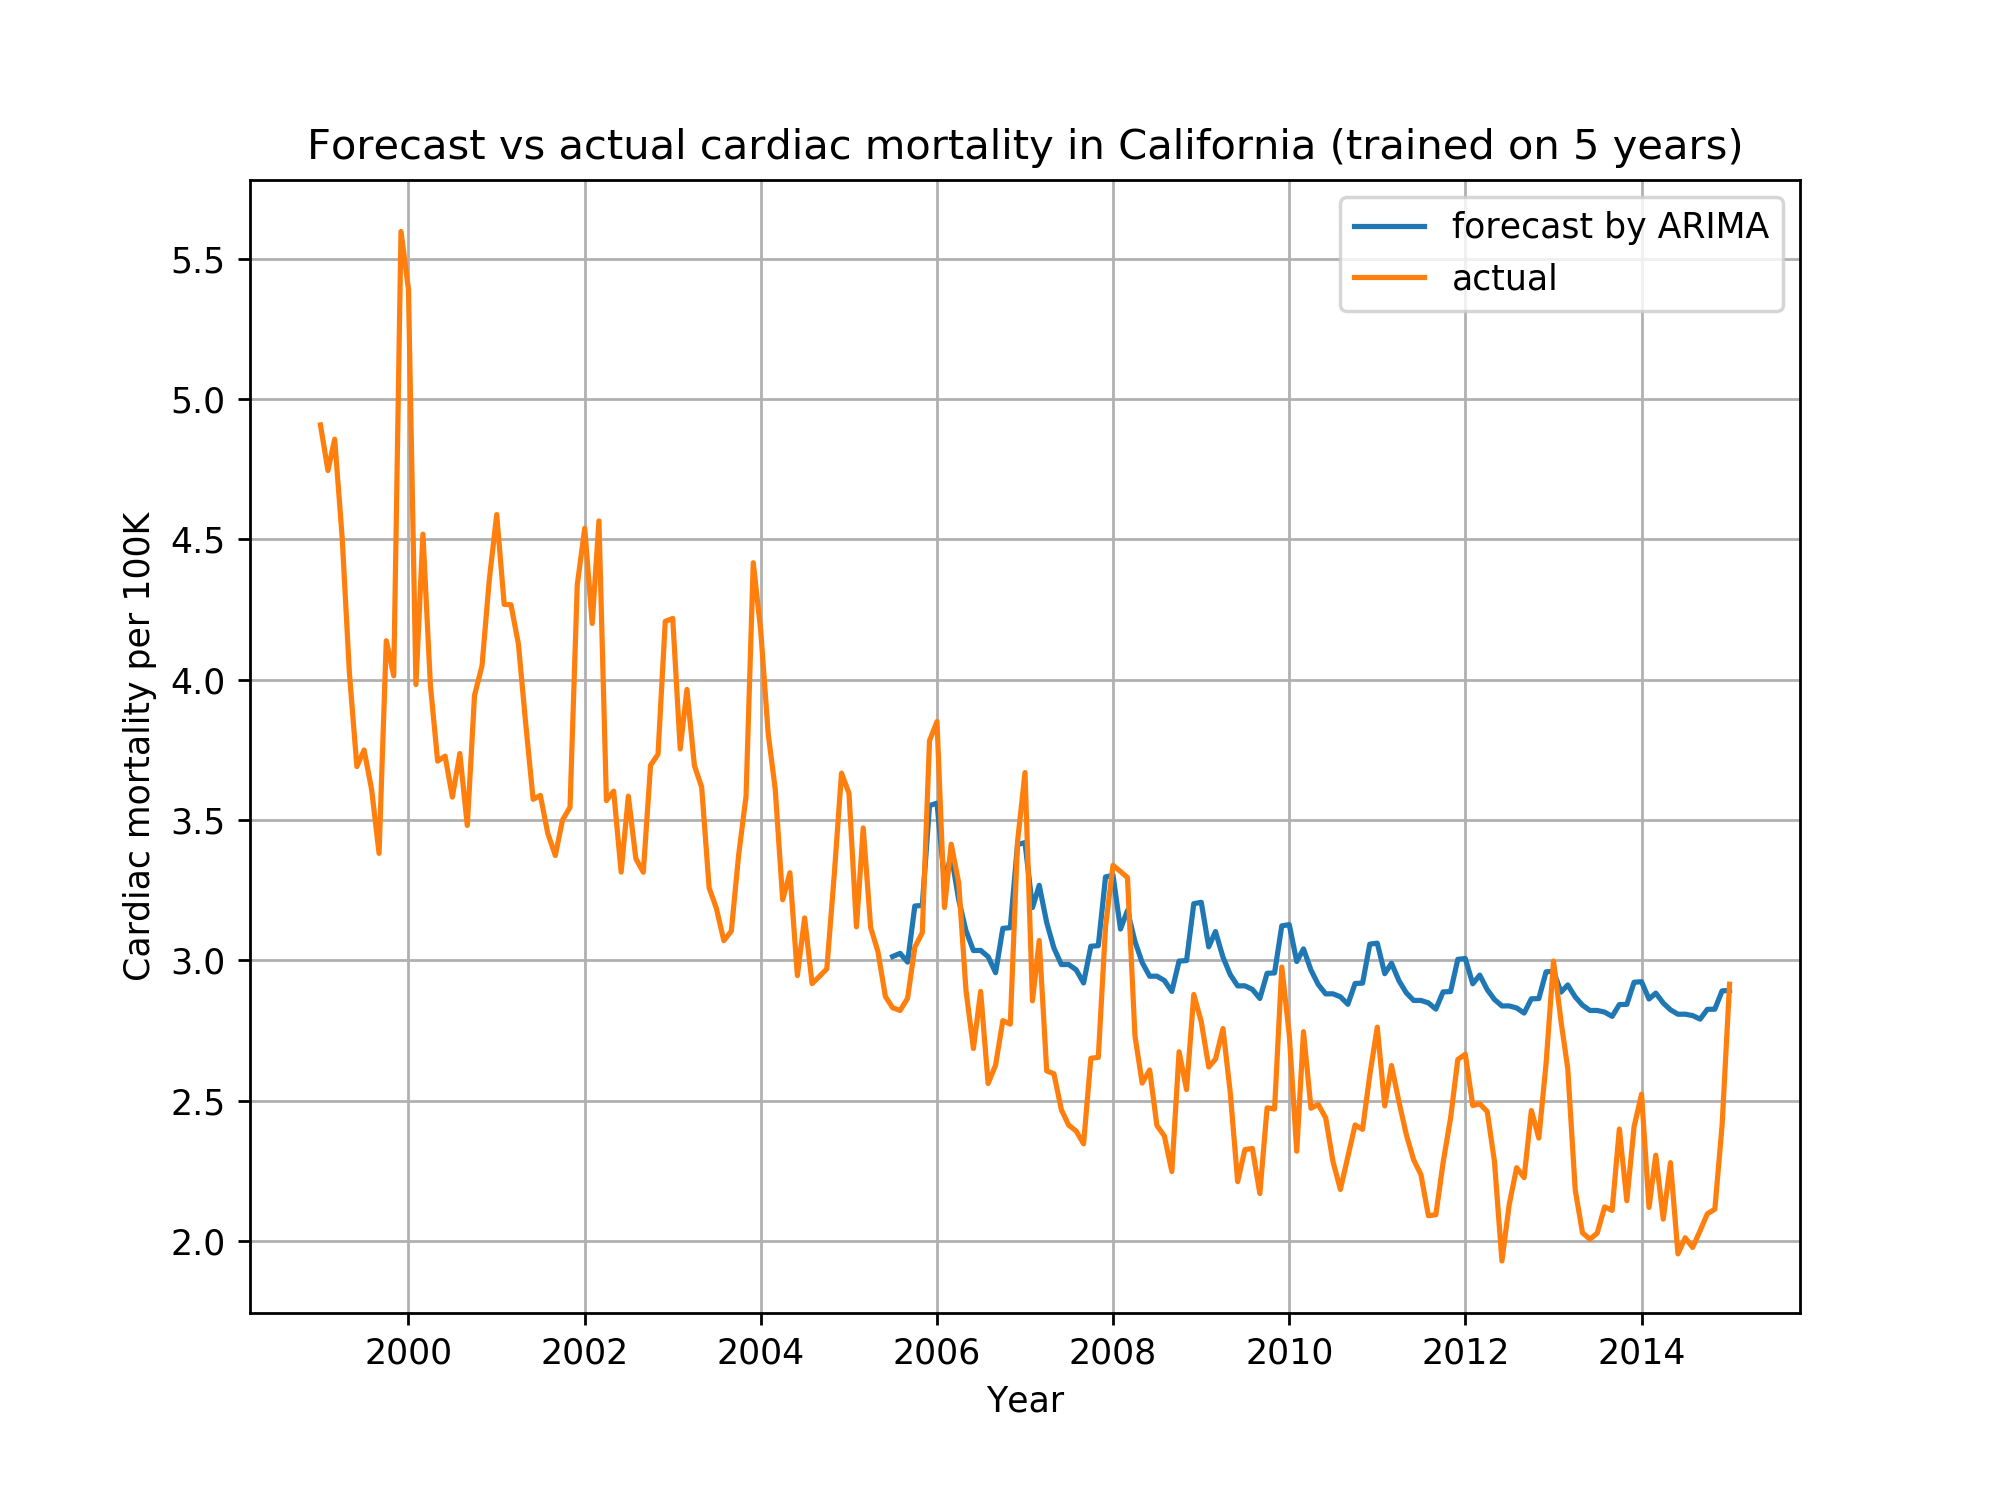 Forecast vs actual cardiac mortality in California (trained on 5 years)
forecast by ARIMA
actual
Cardiac mortality per 100K
5.5
5.0
4.5
4.0
3.5
3.0
2.5
2.0
2000 2002 2004 2006 2008 2010 2012 2014
Year